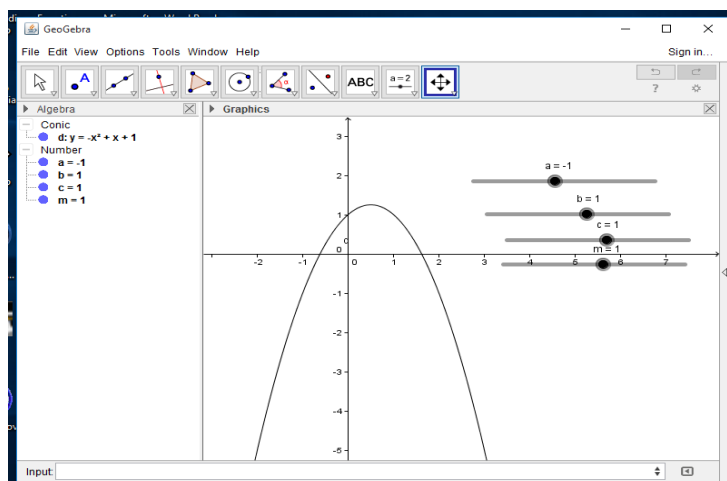 GeoGebra
File Edit View Options Tools Window Help Sign in...
ABC a = 2
?
Algebra
Graphics
Conic
d: y = -x² + x + 1
Number
a = -1
b = 1
c = 1
m = 1
a = -1
b = 1
c = 1
m = 1
3
2
1
0
-2 -1 0 1 2 3 4 5 6 7
-1
-2
-3
-4
-5
Input: